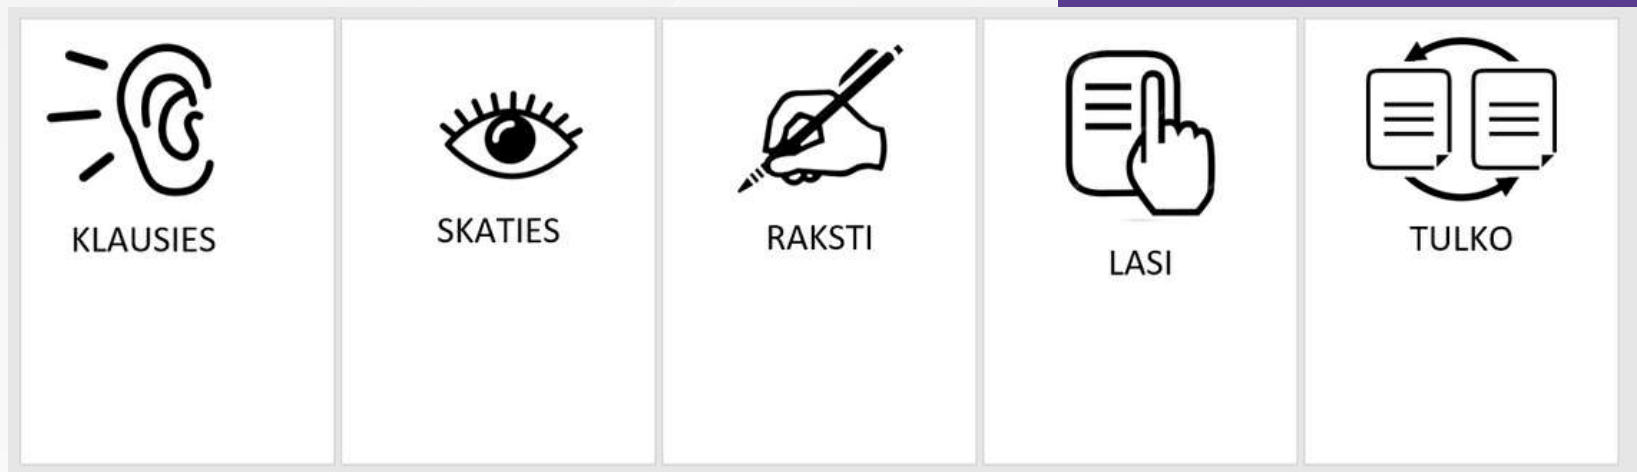 KLAUSIES
SKATIES
RAKSTI
LASI
TULKO